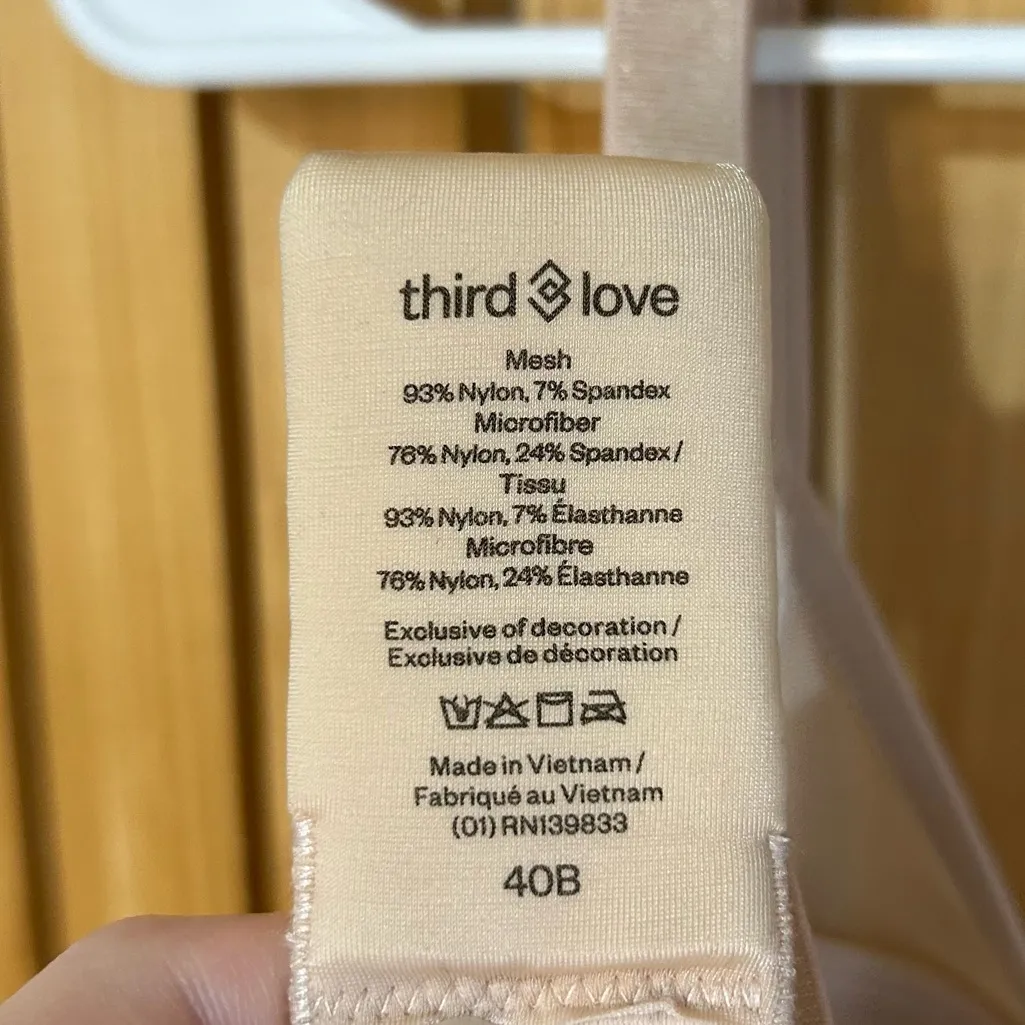 third love
Mesh
93% Nylon, 7% Spandex
Microfiber
76% Nylon, 24% Spandex /
Tissu
93% Nylon, 7% Élasthanne
Microfibre
76% Nylon, 24% Élasthanne
Exclusive of decoration /
Exclusive de décoration
Made in Vietnam /
Fabriqué au Vietnam
(01) RN139833
40B